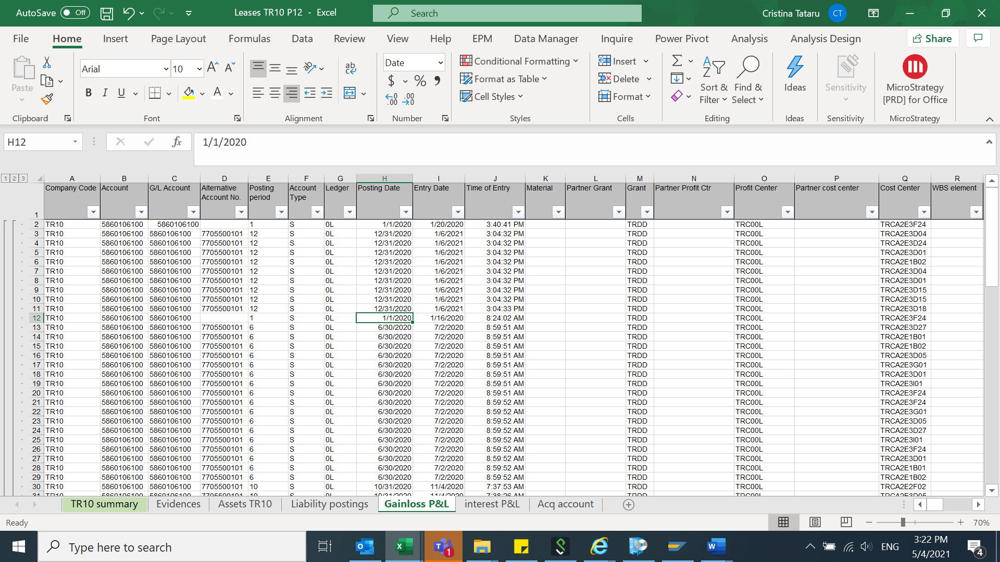 AutoSave Off Leases TR10 P12 - Excel Search Cristina Tataru CT
File Home Insert Page Layout Formulas Data Review View Help EPM Data Manager Inquire Power Pivot Analysis Analysis Design Share
Paste Arial 10 Date Conditional Formatting Format as Table Cell Styles Insert Delete Format Sort & Filter Find & Select Ideas Sensitivity MicroStrategy [PRD] for Office
Clipboard Font Alignment Number Styles Cells Editing Ideas Sensitivity MicroStrategy
H12 fx 1/1/2020
1 2 3 A B C D E F G H I J K L M N O P Q R
1 Company Code Account G/L Account Alternative Account No. Posting period Account Type Ledger Posting Date Entry Date Time of Entry Material Partner Grant Grant Partner Profit Ctr Profit Center Partner cost center Cost Center WBS element
2 TR10 5860106100 5860106100 1 S 0L 1/1/2020 1/20/2020 3:40:41 PM TRDD TRC00L TRCA2E3F24
3 TR10 5860106100 5860106100 7705500101 12 S 0L 12/31/2020 1/6/2021 3:04:32 PM TRDD TRC00L TRCA2E3D04
4 TR10 5860106100 5860106100 7705500101 12 S 0L 12/31/2020 1/6/2021 3:04:32 PM TRDD TRC00L TRCA2E3D24
5 TR10 5860106100 5860106100 7705500101 12 S 0L 12/31/2020 1/6/2021 3:04:32 PM TRDD TRC00L TRCA2E3D01
6 TR10 5860106100 5860106100 7705500101 12 S 0L 12/31/2020 1/6/2021 3:04:32 PM TRDD TRC00L TRCA2E1B02
7 TR10 5860106100 5860106100 7705500101 12 S 0L 12/31/2020 1/6/2021 3:04:32 PM TRDD TRC00L TRCA2E3D04
8 TR10 5860106100 5860106100 7705500101 12 S 0L 12/31/2020 1/6/2021 3:04:32 PM TRDD TRC00L TRCA2E3D01
9 TR10 5860106100 5860106100 7705500101 12 S 0L 12/31/2020 1/6/2021 3:04:32 PM TRDD TRC00L TRCA2E3D15
10 TR10 5860106100 5860106100 7705500101 12 S 0L 12/31/2020 1/6/2021 3:04:32 PM TRDD TRC00L TRCA2E3D15
11 TR10 5860106100 5860106100 7705500101 12 S 0L 12/31/2020 1/6/2021 3:04:33 PM TRDD TRC00L TRCA2E3D18
12 TR10 5860106100 5860106100 1 S 0L 1/1/2020 1/16/2020 8:24:02 AM TRDD TRC00L TRCA2E3F24
13 TR10 5860106100 5860106100 7705500101 6 S 0L 6/30/2020 7/2/2020 8:59:51 AM TRDD TRC00L TRCA2E3D27
14 TR10 5860106100 5860106100 7705500101 6 S 0L 6/30/2020 7/2/2020 8:59:51 AM TRDD TRC00L TRCA2E1B01
15 TR10 5860106100 5860106100 7705500101 6 S 0L 6/30/2020 7/2/2020 8:59:51 AM TRDD TRC00L TRCA2E1B02
16 TR10 5860106100 5860106100 7705500101 6 S 0L 6/30/2020 7/2/2020 8:59:51 AM TRDD TRC00L TRCA2E3D05
17 TR10 5860106100 5860106100 7705500101 6 S 0L 6/30/2020 7/2/2020 8:59:51 AM TRDD TRC00L TRCA2E3G01
18 TR10 5860106100 5860106100 7705500101 6 S 0L 6/30/2020 7/2/2020 8:59:51 AM TRDD TRC00L TRCA2E3D01
19 TR10 5860106100 5860106100 7705500101 6 S 0L 6/30/2020 7/2/2020 8:59:51 AM TRDD TRC00L TRCA2E3I01
20 TR10 5860106100 5860106100 7705500101 6 S 0L 6/30/2020 7/2/2020 8:59:51 AM TRDD TRC00L TRCA2E3F24
21 TR10 5860106100 5860106100 7705500101 6 S 0L 6/30/2020 7/2/2020 8:59:52 AM TRDD TRC00L TRCA2E3F24
22 TR10 5860106100 5860106100 7705500101 6 S 0L 6/30/2020 7/2/2020 8:59:52 AM TRDD TRC00L TRCA2E3G01
23 TR10 5860106100 5860106100 7705500101 6 S 0L 6/30/2020 7/2/2020 8:59:52 AM TRDD TRC00L TRCA2E3D05
24 TR10 5860106100 5860106100 7705500101 6 S 0L 6/30/2020 7/2/2020 8:59:52 AM TRDD TRC00L TRCA2E3D27
25 TR10 5860106100 5860106100 7705500101 6 S 0L 6/30/2020 7/2/2020 8:59:52 AM TRDD TRC00L TRCA2E3I01
26 TR10 5860106100 5860106100 7705500101 6 S 0L 6/30/2020 7/2/2020 8:59:52 AM TRDD TRC00L TRCA2E3F24
27 TR10 5860106100 5860106100 7705500101 6 S 0L 6/30/2020 7/2/2020 8:59:52 AM TRDD TRC00L TRCA2E3D01
28 TR10 5860106100 5860106100 7705500101 6 S 0L 6/30/2020 7/2/2020 8:59:52 AM TRDD TRC00L TRCA2E1B01
29 TR10 5860106100 5860106100 7705500101 6 S 0L 6/30/2020 7/2/2020 8:59:52 AM TRDD TRC00L TRCA2E1B02
30 TR10 5860106100 5860106100 7705500101 10 S 0L 10/31/2020 11/4/2020 7:37:53 AM TRDD TRC00L TRCA2E2F02
TR10 summary Evidences Assets TR10 Liability postings Gainloss P&L interest P&L Acq account
Ready 70%
Type here to search 1 ENG 3:22 PM 4
5/4/2021